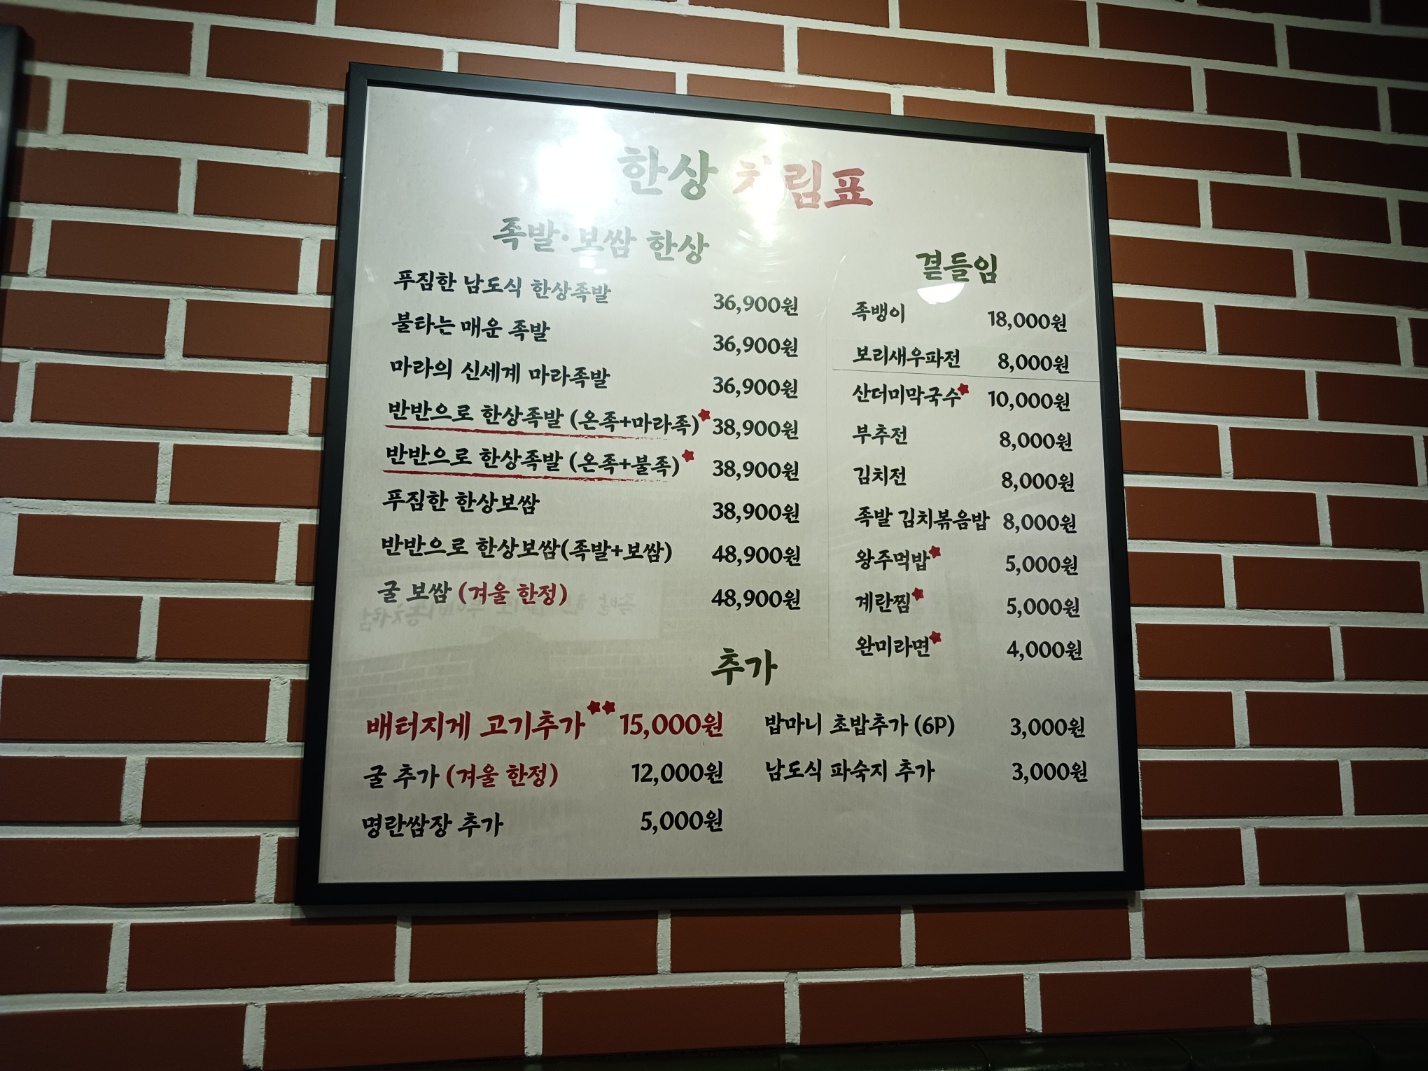 한상 차림표
족발·보쌈 한상
푸짐한 남도식 한상족발 36,900원
불타는 매운 족발 36,900원
마라의 신세계 마라족발 36,900원
반반으로 한상족발 (온족+마라족) 38,900원
반반으로 한상족발 (온족+불족) 38,900원
푸짐한 한상보쌈 38,900원
반반으로 한상보쌈(족발+보쌈) 48,900원
굴 보쌈 (겨울 한정) 48,900원
곁들임
족뱅이 18,000원
보리새우파전 8,000원
산더미막국수 10,000원
부추전 8,000원
김치전 8,000원
족발 김치볶음밥 8,000원
왕주먹밥 5,000원
계란찜 5,000원
완미라면 4,000원
추가
배터지게 고기추가 15,000원
굴 추가 (겨울 한정) 12,000원
명란쌈장 추가 5,000원
밥마니 초밥추가 (6P) 3,000원
남도식 파숙지 추가 3,000원